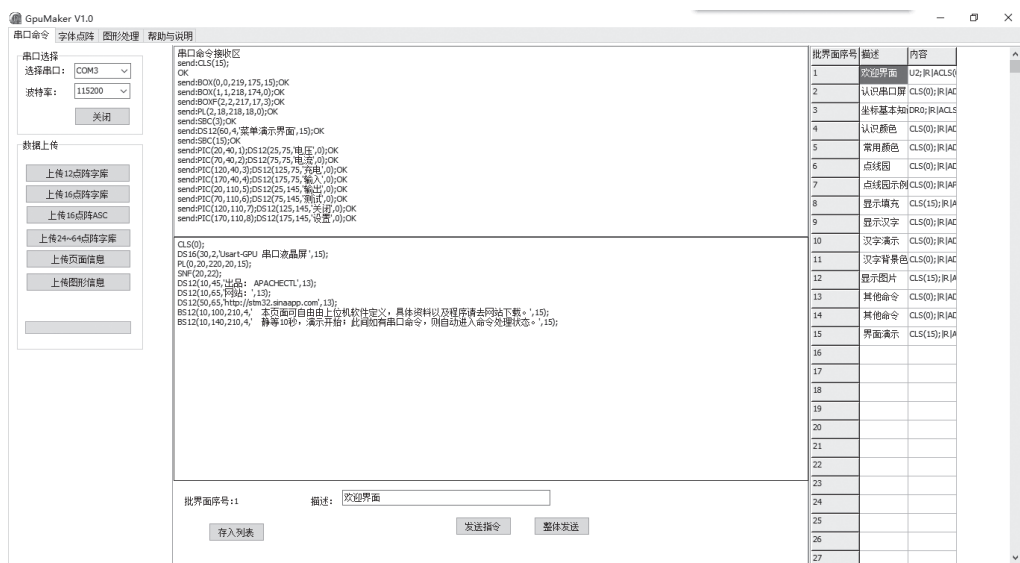 GpuMaker V1.0
串口命令 字体点阵 图形处理 帮助与说明
串口选择
选择串口： COM3
波特率： 115200
关闭
数据上传
上传12点阵字库
上传16点阵字库
上传16点阵ASC
上传24~64点阵字库
上传页面信息
上传图形信息
串口命令接收区
send:CLS(15);
OK
send:BOX(0,0,219,175,15);OK
send:BOX(1,1,218,174,0);OK
send:BOXF(2,2,217,17,3);OK
send:PL(2,18,218,18,0);OK
send:SBC(3);OK
send:DS12(60,4,'菜单演示界面',15);OK
send:SBC(15);OK
send:PIC(20,40,1);DS12(25,75,'电压',0);OK
send:PIC(70,40,2);DS12(75,75,'电流',0);OK
send:PIC(120,40,3);DS12(125,75,'充电',0);OK
send:PIC(170,40,4);DS12(175,75,'输入',0);OK
send:PIC(20,110,5);DS12(25,145,'输出',0);OK
send:PIC(70,110,6);DS12(75,145,'测试',0);OK
send:PIC(120,110,7);DS12(125,145,'关闭',0);OK
send:PIC(170,110,8);DS12(175,145,'设置',0);OK
CLS(0);
DS16(30,2,'Usart-GPU 串口液晶屏',15);
PL(0,20,220,20,15);
SNF(20,22);
DS12(10,45,'出品： APACHECTL',13);
DS12(10,65,'网站：',13);
DS12(50,65,'http://stm32.sinaapp.com',13);
BS12(10,100,210,4,' 本页面可自由由上位机软件定义，具体资料以及程序请去网站下载。',15);
BS12(10,140,210,4,' 静等10秒，演示开始；此间如有串口命令，则自动进入命令处理状态。',15);
批界面序号:1 描述： 欢迎界面
存入列表 发送指令 整体发送
批界面序号 描述 内容
1 欢迎界面 U2;|R|ACLS(
2 认识串口屏 CLS(0);|R|AD
3 坐标基本知 DR0;|R|ACLS
4 认识颜色 CLS(0);|R|AD
5 常用颜色 CLS(0);|R|AD
6 点线园 CLS(0);|R|AD
7 点线园示例 CLS(0);|R|AP
8 显示填充 CLS(15);|R|A
9 显示汉字 CLS(0);|R|AD
10 汉字演示 CLS(0);|R|AD
11 汉字背景色 CLS(0);|R|AD
12 显示图片 CLS(15);|R|A
13 其他命令 CLS(0);|R|AD
14 其他命令 CLS(0);|R|AD
15 界面演示 CLS(15);|R|A
16
17
18
19
20
21
22
23
24
25
26
27